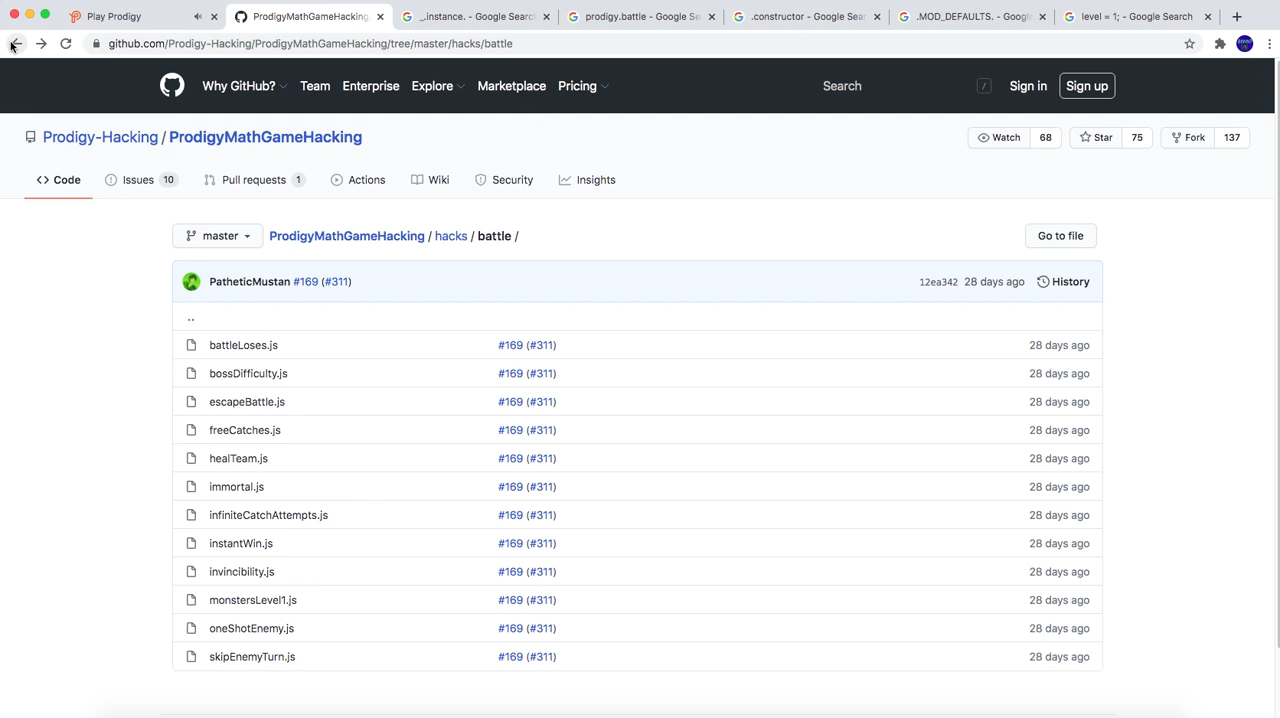 Play Prodigy
ProdigyMathGameHacking
_.instance. - Google Search
prodigy.battle - Google Se
.constructor - Google Search
.MOD_DEFAULTS. - Google
level = 1; - Google Search
github.com/Prodigy-Hacking/ProdigyMathGameHacking/tree/master/hacks/battle
Why GitHub? Team Enterprise Explore Marketplace Pricing Search / Sign in Sign up
Prodigy-Hacking / ProdigyMathGameHacking Watch 68 Star 75 Fork 137
<> Code Issues 10 Pull requests 1 Actions Wiki Security Insights
master ProdigyMathGameHacking / hacks / battle / Go to file
PatheticMustan #169 (#311) 12ea342 28 days ago History
..
battleLoses.js #169 (#311) 28 days ago
bossDifficulty.js #169 (#311) 28 days ago
escapeBattle.js #169 (#311) 28 days ago
freeCatches.js #169 (#311) 28 days ago
healTeam.js #169 (#311) 28 days ago
immortal.js #169 (#311) 28 days ago
infiniteCatchAttempts.js #169 (#311) 28 days ago
instantWin.js #169 (#311) 28 days ago
invincibility.js #169 (#311) 28 days ago
monstersLevel1.js #169 (#311) 28 days ago
oneShotEnemy.js #169 (#311) 28 days ago
skipEnemyTurn.js #169 (#311) 28 days ago